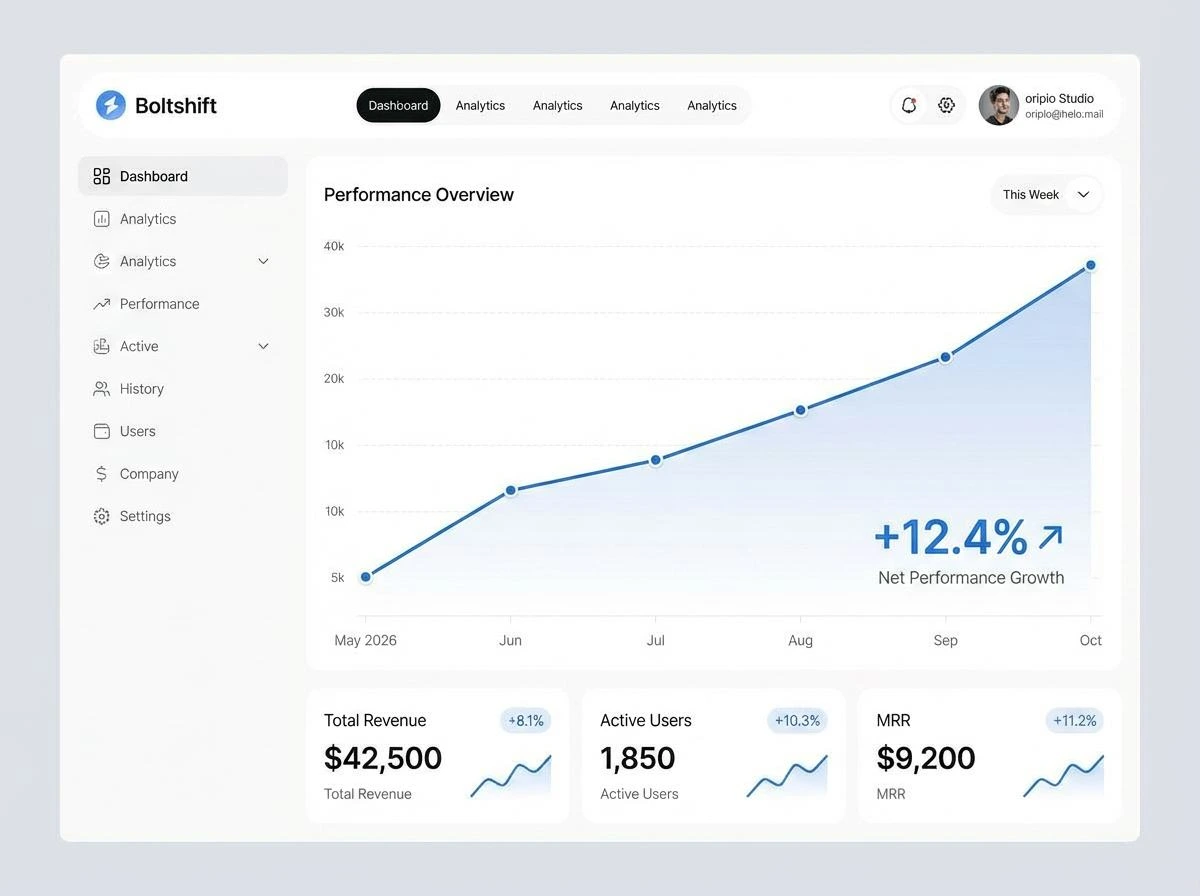 Boltshift
Dashboard
Analytics
Analytics
Analytics
Analytics
oripio Studio
oriplo@helo.mail
Dashboard
Analytics
Analytics
Performance
Active
History
Users
Company
Settings
Performance Overview
This Week
40k
30k
20k
10k
10k
5k
+12.4%
Net Performance Growth
May 2026
Jun
Jul
Aug
Sep
Oct
Total Revenue
+8.1%
$42,500
Total Revenue
Active Users
+10.3%
1,850
Active Users
MRR
+11.2%
$9,200
MRR